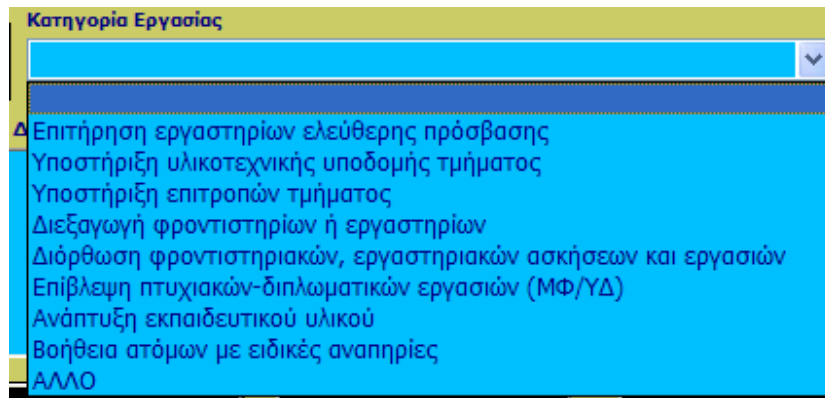 Κατηγορία Εργασίας
Επιτήρηση εργαστηρίων ελεύθερης πρόσβασης
Υποστήριξη υλικοτεχνικής υποδομής τμήματος
Υποστήριξη επιτροπών τμήματος
Διεξαγωγή φροντιστηρίων ή εργαστηρίων
Διόρθωση φροντιστηριακών, εργαστηριακών ασκήσεων και εργασιών
Επίβλεψη πτυχιακών-διπλωματικών εργασιών (ΜΦ/ΥΔ)
Ανάπτυξη εκπαιδευτικού υλικού
Βοήθεια ατόμων με ειδικές αναπηρίες
ΑΛΛΟ